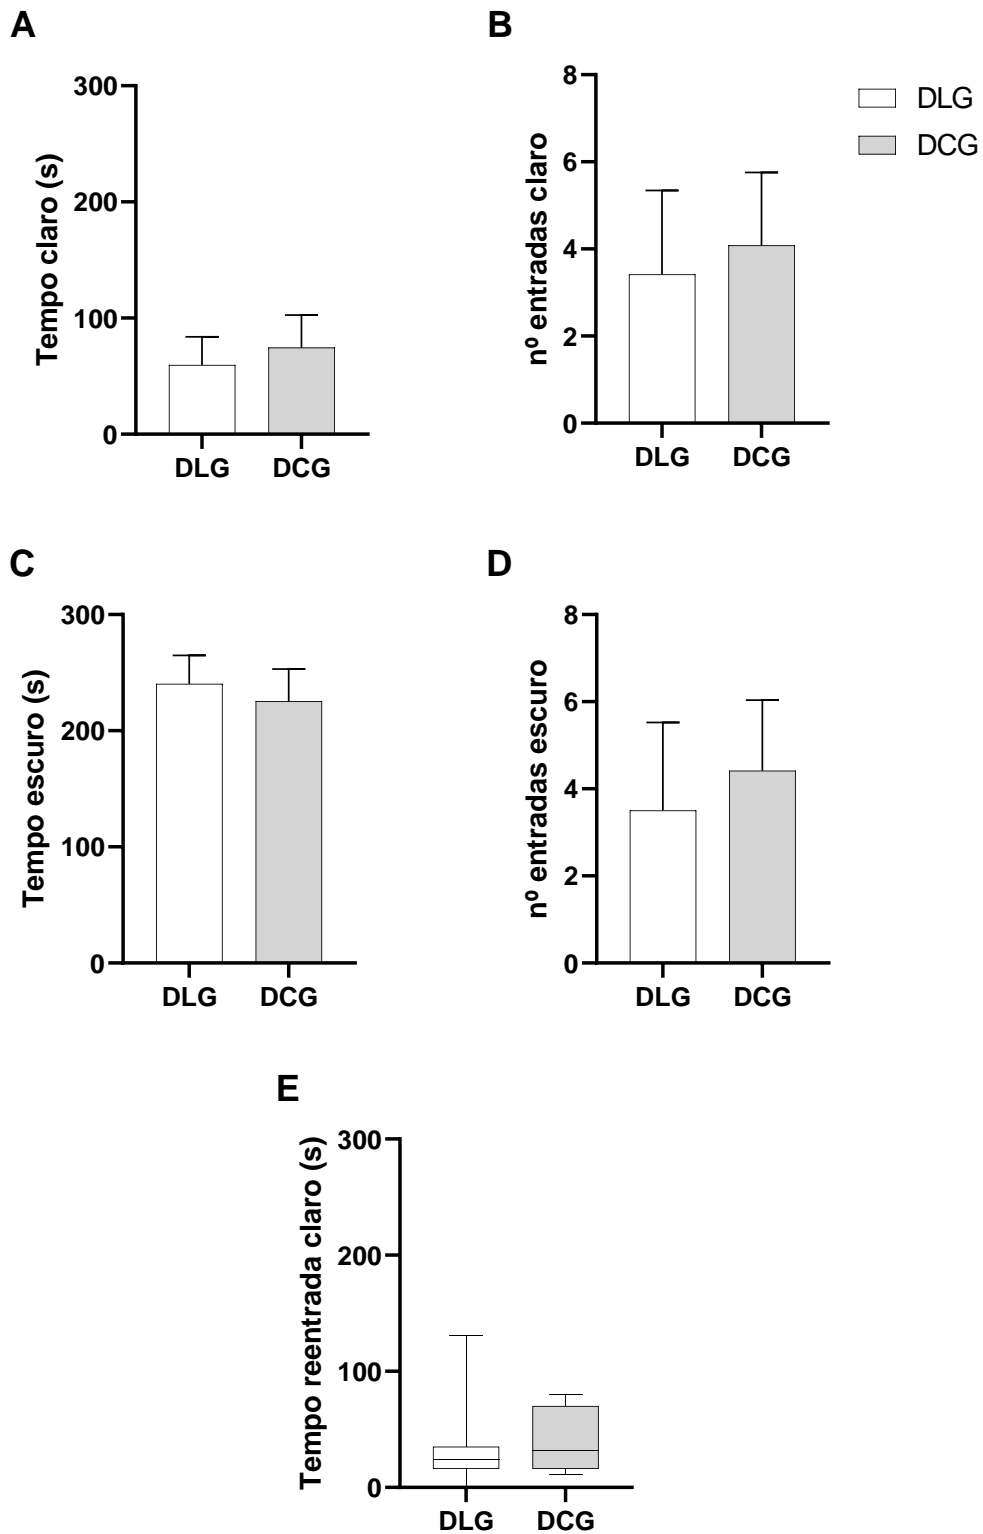 A
Tempo claro (s)
300
200
100
0
DLG DCG
B
nº entradas claro
8
6
4
2
0
DLG DCG
DLG
DCG
C
Tempo escuro (s)
300
200
100
0
DLG DCG
D
nº entradas escuro
8
6
4
2
0
DLG DCG
E
Tempo reentrada claro (s)
300
200
100
0
DLG DCG